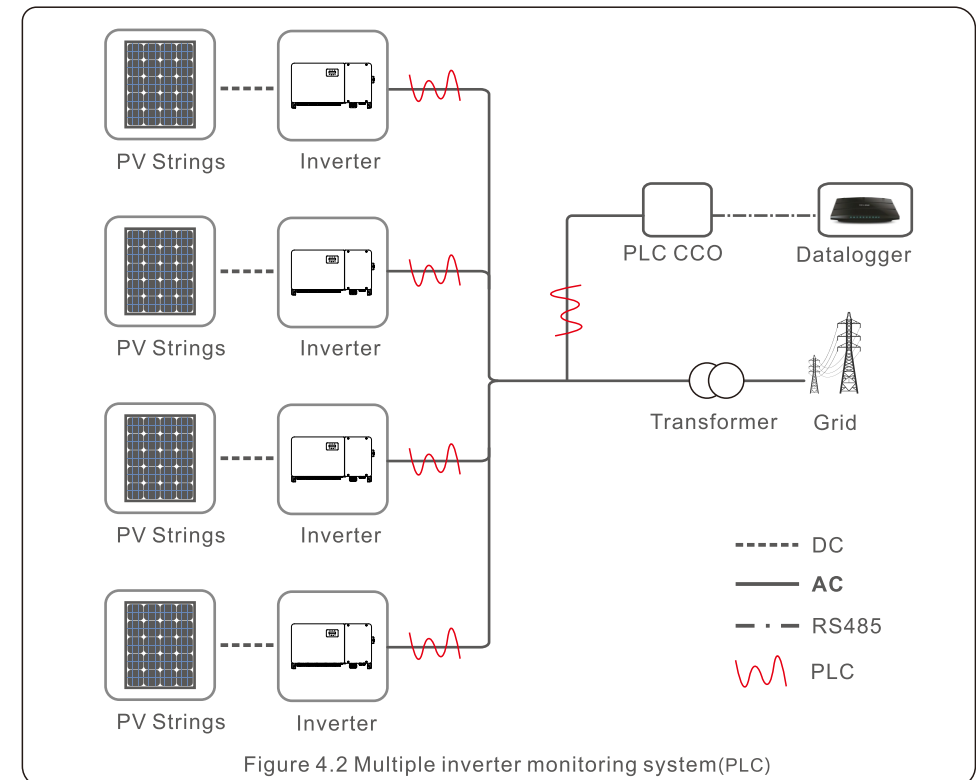 PV Strings
Inverter
PV Strings
Inverter
PLC CCO
Datalogger
Transformer
Grid
PV Strings
Inverter
PV Strings
Inverter
DC
AC
RS485
PLC
Figure 4.2 Multiple inverter monitoring system(PLC)